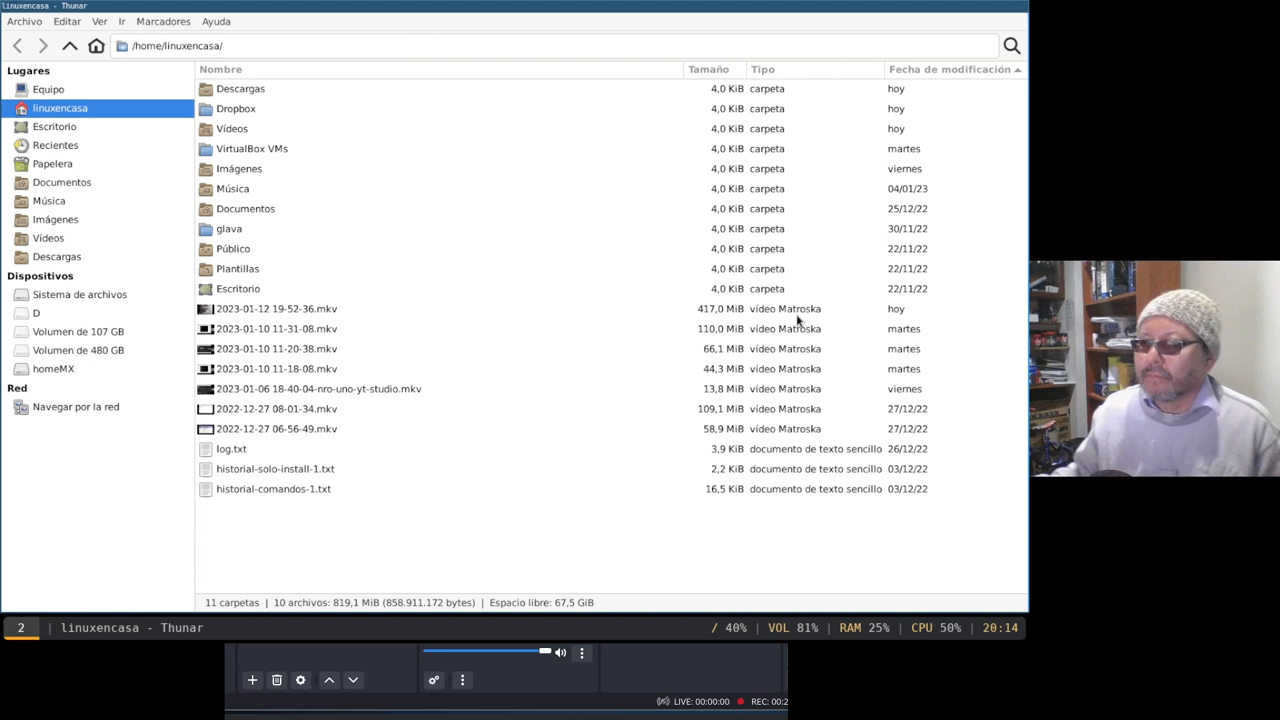 linuxencasa - Thunar
Archivo Editar Ver Ir Marcadores Ayuda
/home/linuxencasa/
Lugares
Equipo
linuxencasa
Escritorio
Recientes
Papelera
Documentos
Música
Imágenes
Vídeos
Descargas
Dispositivos
Sistema de archivos
D
Volumen de 107 GB
Volumen de 480 GB
homeMX
Red
Navegar por la red
Nombre Tamaño Tipo Fecha de modificación
Descargas 4,0 KiB carpeta hoy
Dropbox 4,0 KiB carpeta hoy
Vídeos 4,0 KiB carpeta hoy
VirtualBox VMs 4,0 KiB carpeta martes
Imágenes 4,0 KiB carpeta viernes
Música 4,0 KiB carpeta 04/01/23
Documentos 4,0 KiB carpeta 25/12/22
glava 4,0 KiB carpeta 30/11/22
Público 4,0 KiB carpeta 22/11/22
Plantillas 4,0 KiB carpeta 22/11/22
Escritorio 4,0 KiB carpeta 22/11/22
2023-01-12 19-52-36.mkv 417,0 MiB vídeo Matroska hoy
2023-01-10 11-31-08.mkv 110,0 MiB vídeo Matroska martes
2023-01-10 11-20-38.mkv 66,1 MiB vídeo Matroska martes
2023-01-10 11-18-08.mkv 44,3 MiB vídeo Matroska martes
2023-01-06 18-40-04-nro-uno-yt-studio.mkv 13,8 MiB vídeo Matroska viernes
2022-12-27 08-01-34.mkv 109,1 MiB vídeo Matroska 27/12/22
2022-12-27 06-56-49.mkv 58,9 MiB vídeo Matroska 27/12/22
log.txt 3,9 KiB documento de texto sencillo 26/12/22
historial-solo-install-1.txt 2,2 KiB documento de texto sencillo 03/12/22
historial-comandos-1.txt 16,5 KiB documento de texto sencillo 03/12/22
11 carpetas | 10 archivos: 819,1 MiB (858.911.172 bytes) | Espacio libre: 67,5 GiB
2 | linuxencasa - Thunar / 40% | VOL 81% | RAM 25% | CPU 50% | 20:14
LIVE: 00:00:00 REC: 00:2